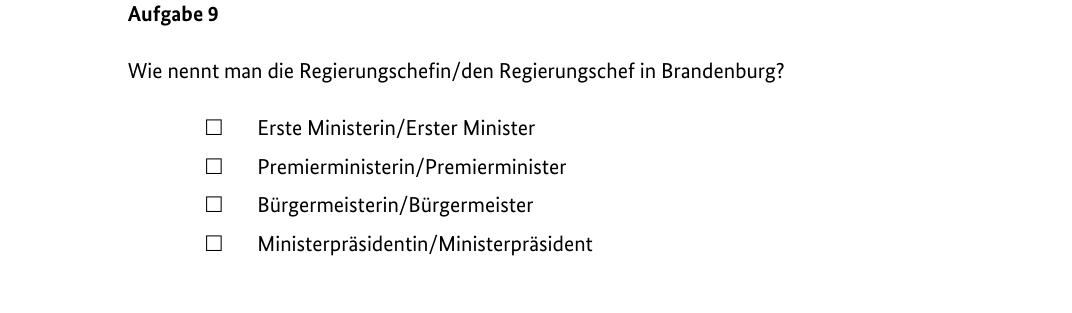 Aufgabe 9
Wie nennt man die Regierungschefin/den Regierungschef in Brandenburg?
☐ Erste Ministerin/Erster Minister
☐ Premierministerin/Premierminister
☐ Bürgermeisterin/Bürgermeister
☐ Ministerpräsidentin/Ministerpräsident